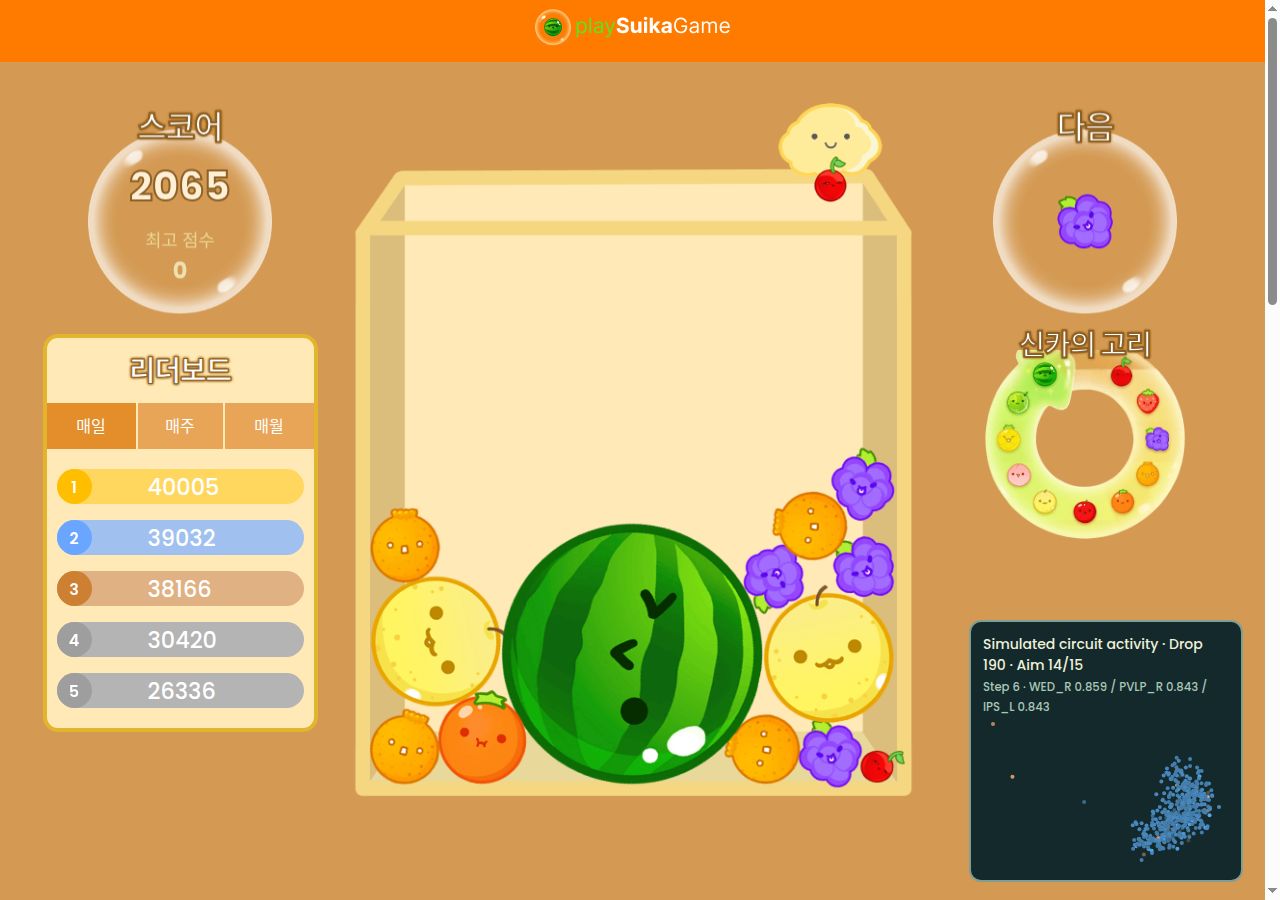 playSuikaGame
스코어
2065
최고 점수
0
리더보드
매일 매주 매월
1 40005
2 39032
3 38166
4 30420
5 26336
다음
신카의 고리
Simulated circuit activity · Drop
190 · Aim 14/15
Step 6 · WED_R 0.859 / PVLP_R 0.843 /
IPS_L 0.843